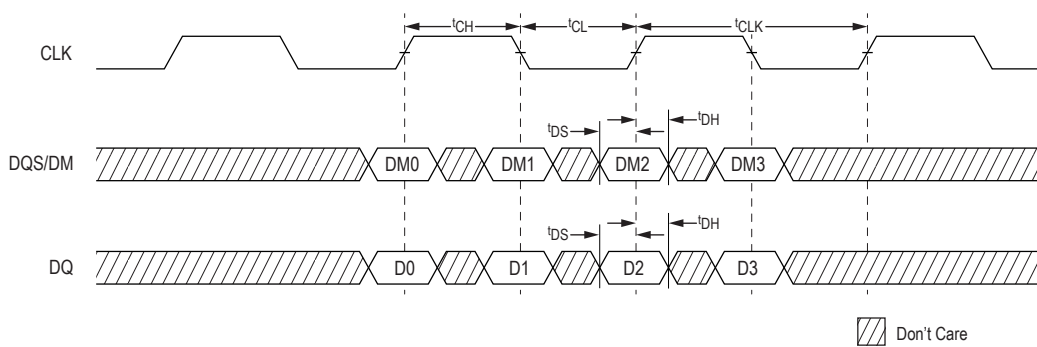 tCH tCL tCLK
CLK
tDS tDH
DQS/DM DM0 DM1 DM2 DM3
tDS tDH
DQ D0 D1 D2 D3
Don't Care